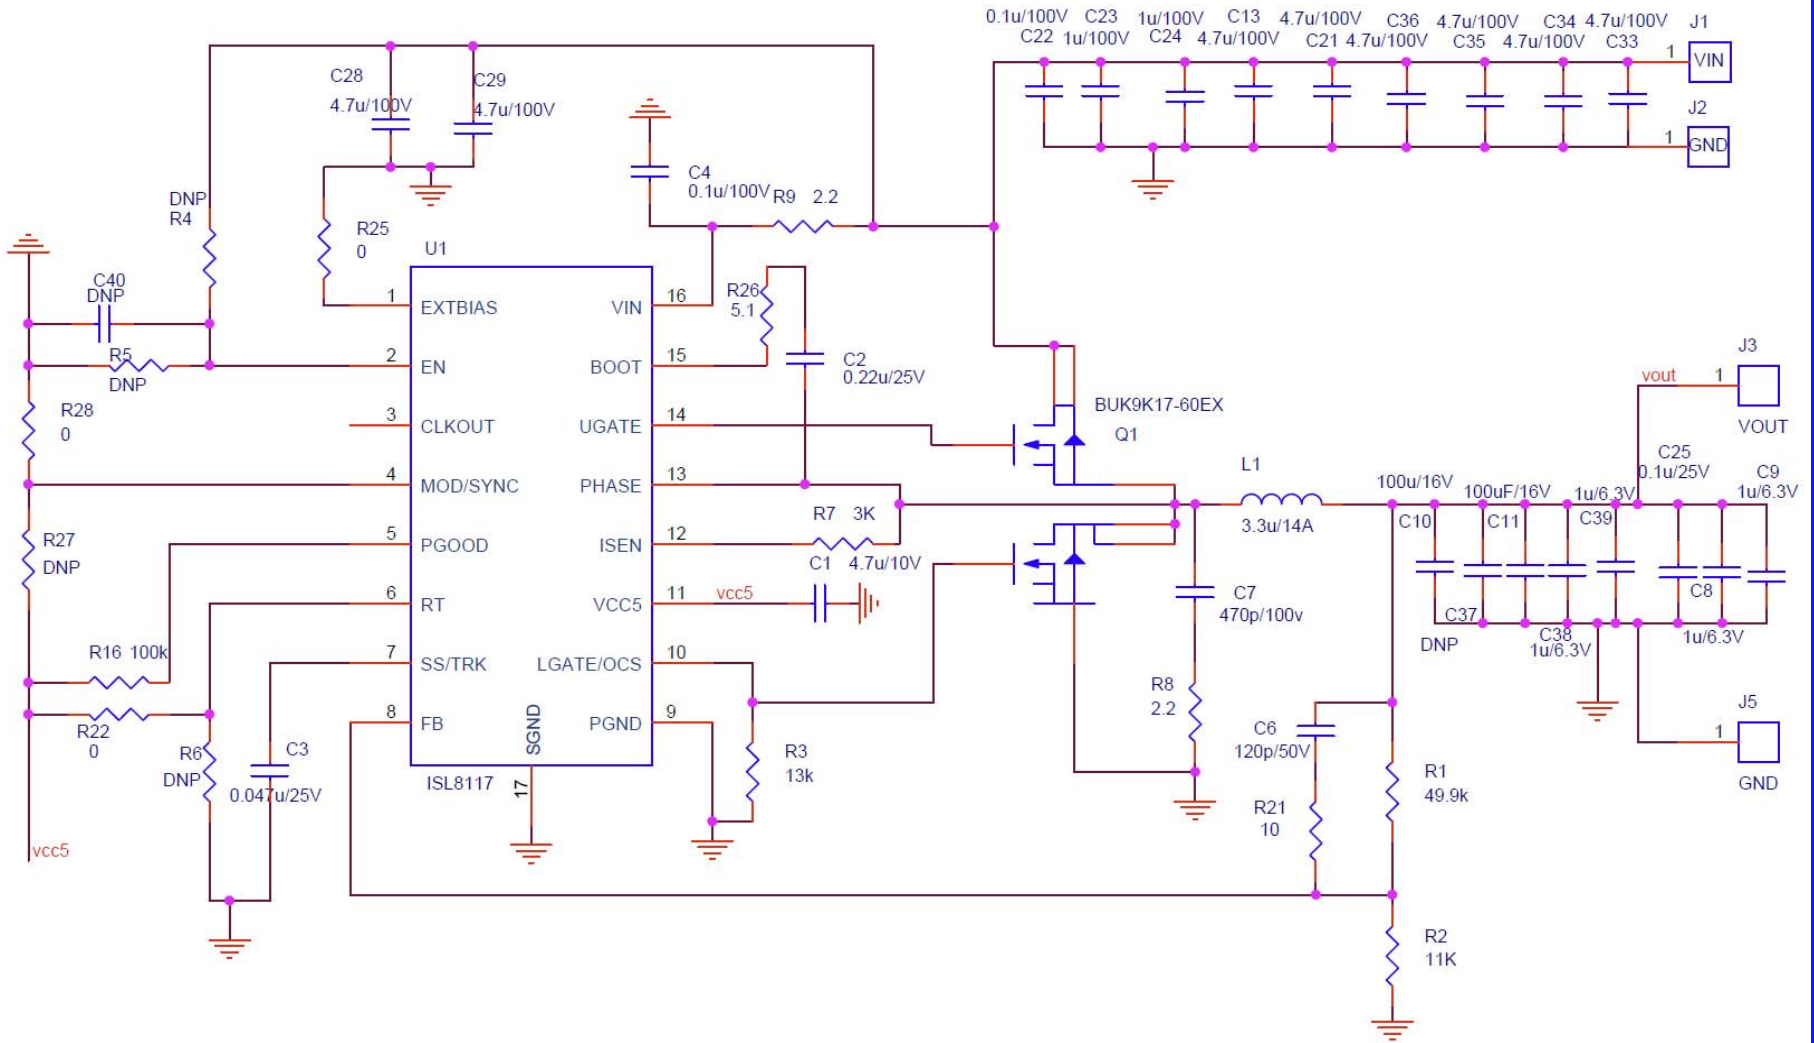 0.1u/100V C23 1u/100V C13 4.7u/100V C36 4.7u/100V C34 4.7u/100V J1
C22 1u/100V C24 4.7u/100V C21 4.7u/100V C35 4.7u/100V C33
1 VIN
J2
1 GND
C28 C29
4.7u/100V 4.7u/100V
C4
0.1u/100V R9 2.2
DNP
R4
R25
0
U1
C40
DNP
R26
5.1
1 EXTBIAS VIN 16
R5
DNP
2 EN BOOT 15
C2
0.22u/25V
J3
vout 1
VOUT
R28
0
3 CLKOUT UGATE 14
BUK9K17-60EX
Q1
4 MOD/SYNC PHASE 13
L1
3.3u/14A
C25
0.1u/25V
C9
1u/6.3V
100u/16V 100uF/16V 1u/6.3V
C10 C11 C39
R7 3K
R27
DNP
5 PGOOD ISEN 12
C1 4.7u/10V
6 RT VCC5 11 vcc5
C7
470p/100v
C8
C37
DNP
C38
1u/6.3V
1u/6.3V
R16 100k
7 SS/TRK LGATE/OCS 10
R8
2.2
8 FB PGND 9
SGND
17
R22
0
R6
DNP
C3
0.047u/25V
ISL8117
R3
13k
C6
120p/50V
J5
1
GND
R1
49.9k
R21
10
vcc5
R2
11K